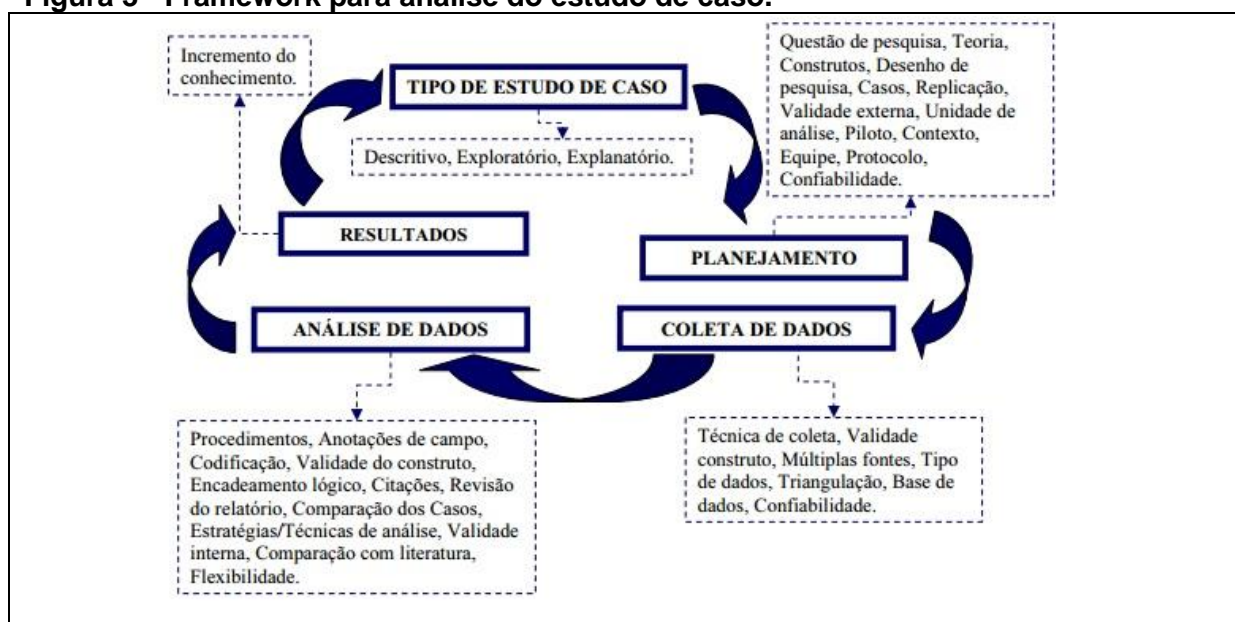 Figura 3 - Framework para análise do estudo de caso.
Incremento do
conhecimento.
TIPO DE ESTUDO DE CASO
Descritivo, Exploratório, Explanatório.
Questão de pesquisa, Teoria,
Construtos, Desenho de
pesquisa, Casos, Replicação,
Validade externa, Unidade de
análise, Piloto, Contexto,
Equipe, Protocolo,
Confiabilidade.
RESULTADOS
PLANEJAMENTO
ANÁLISE DE DADOS
COLETA DE DADOS
Procedimentos, Anotações de campo,
Codificação, Validade do construto,
Encadeamento lógico, Citações, Revisão
do relatório, Comparação dos Casos,
Estratégias/Técnicas de análise, Validade
interna, Comparação com literatura,
Flexibilidade.
Técnica de coleta, Validade
construto, Múltiplas fontes, Tipo
de dados, Triangulação, Base de
dados, Confiabilidade.